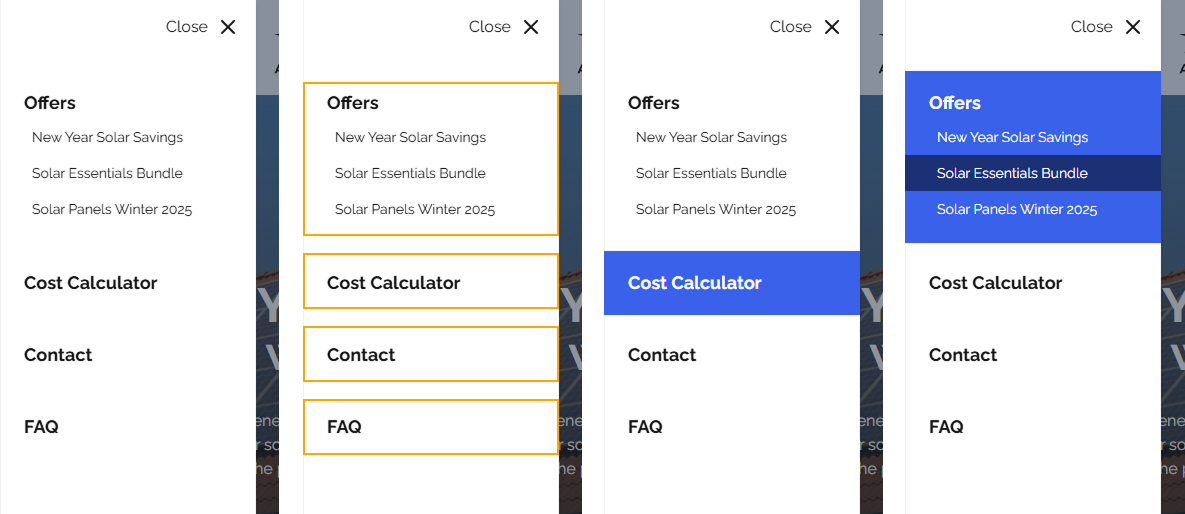 Close
Offers
New Year Solar Savings
Solar Essentials Bundle
Solar Panels Winter 2025
Cost Calculator
Contact
FAQ
Close
Offers
New Year Solar Savings
Solar Essentials Bundle
Solar Panels Winter 2025
Cost Calculator
Contact
FAQ
Close
Offers
New Year Solar Savings
Solar Essentials Bundle
Solar Panels Winter 2025
Cost Calculator
Contact
FAQ
Close
Offers
New Year Solar Savings
Solar Essentials Bundle
Solar Panels Winter 2025
Cost Calculator
Contact
FAQ